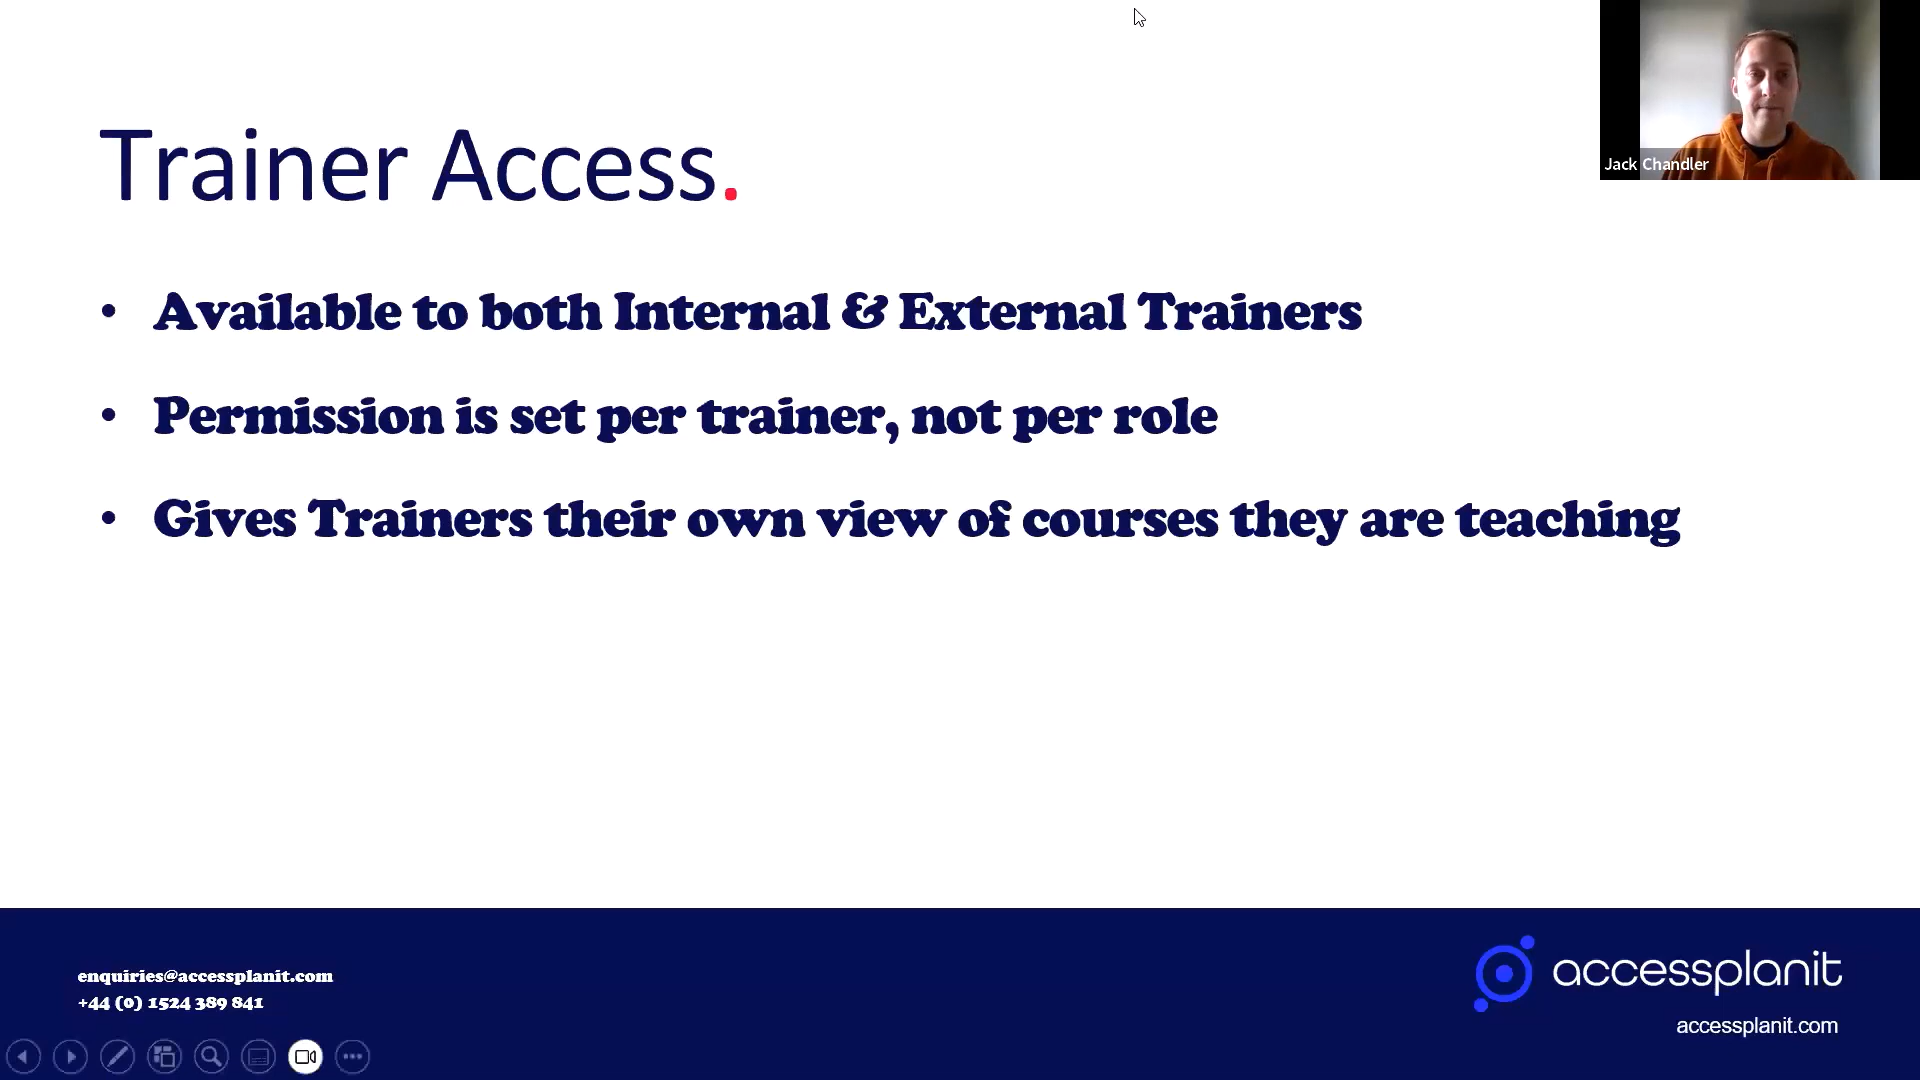 Jack Chandler
Trainer Access.
• Available to both Internal & External Trainers
• Permission is set per trainer, not per role
• Gives Trainers their own view of courses they are teaching
enquiries@accessplanit.com
+44 (0) 1524 389 841
accessplanit
accessplanit.com